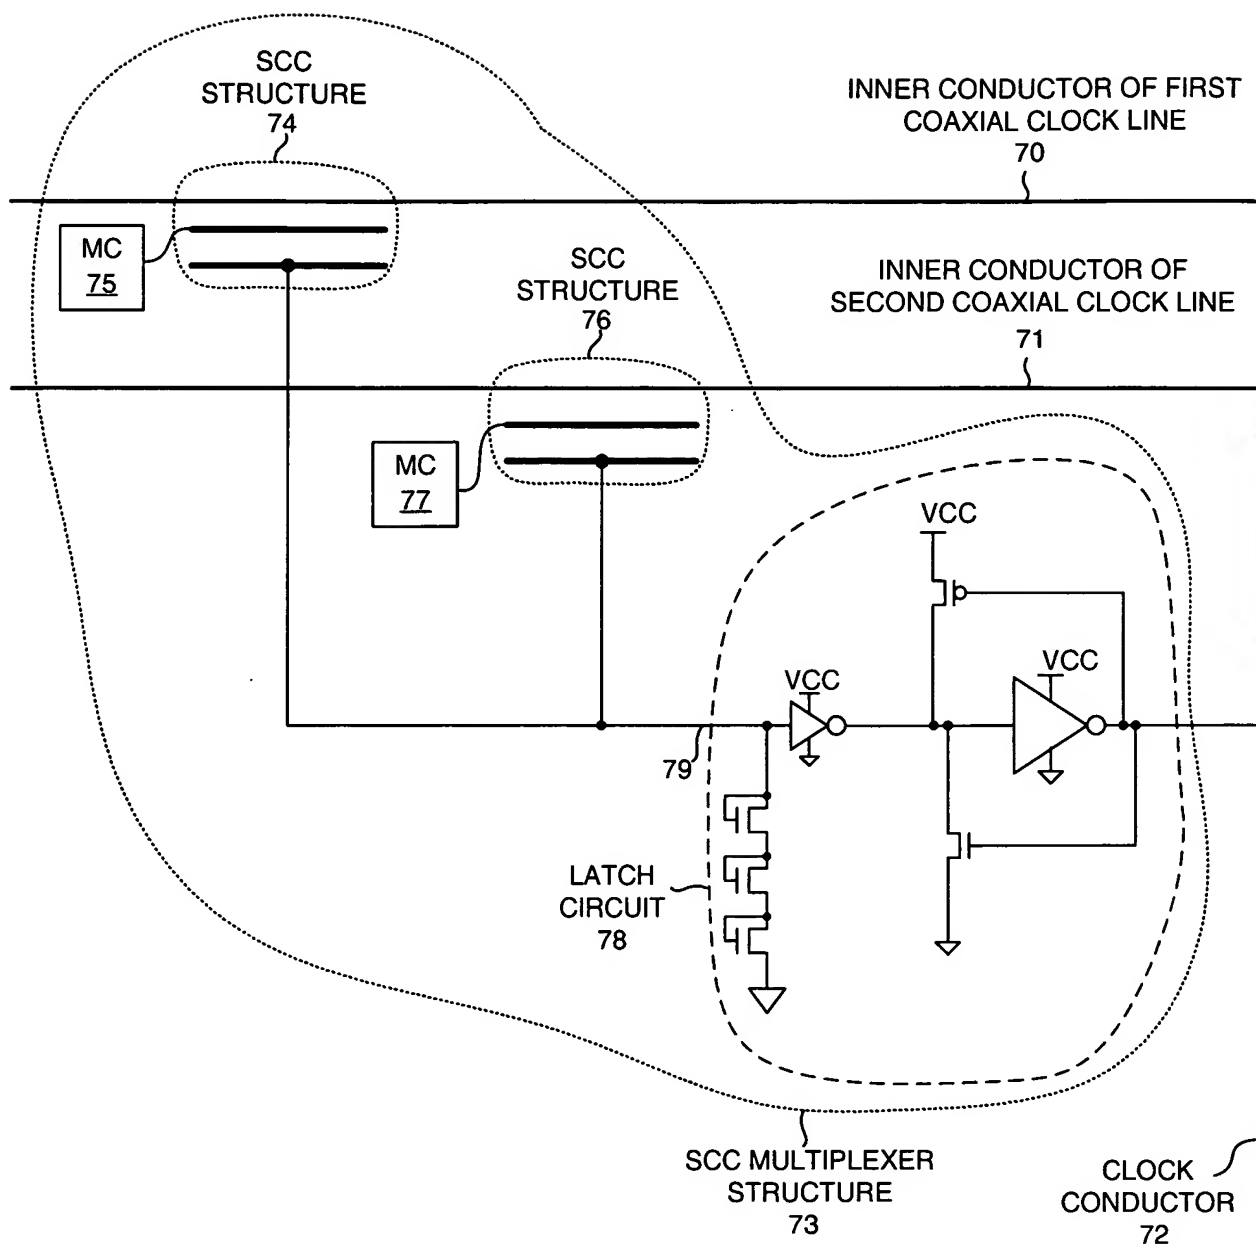 SCC
STRUCTURE
74
INNER CONDUCTOR OF FIRST
COAXIAL CLOCK LINE
70
MC
75
SCC
STRUCTURE
76
INNER CONDUCTOR OF
SECOND COAXIAL CLOCK LINE
71
MC
77
VCC
VCC
VCC
79
LATCH
CIRCUIT
78
SCC MULTIPLEXER
STRUCTURE
73
CLOCK
CONDUCTOR
72